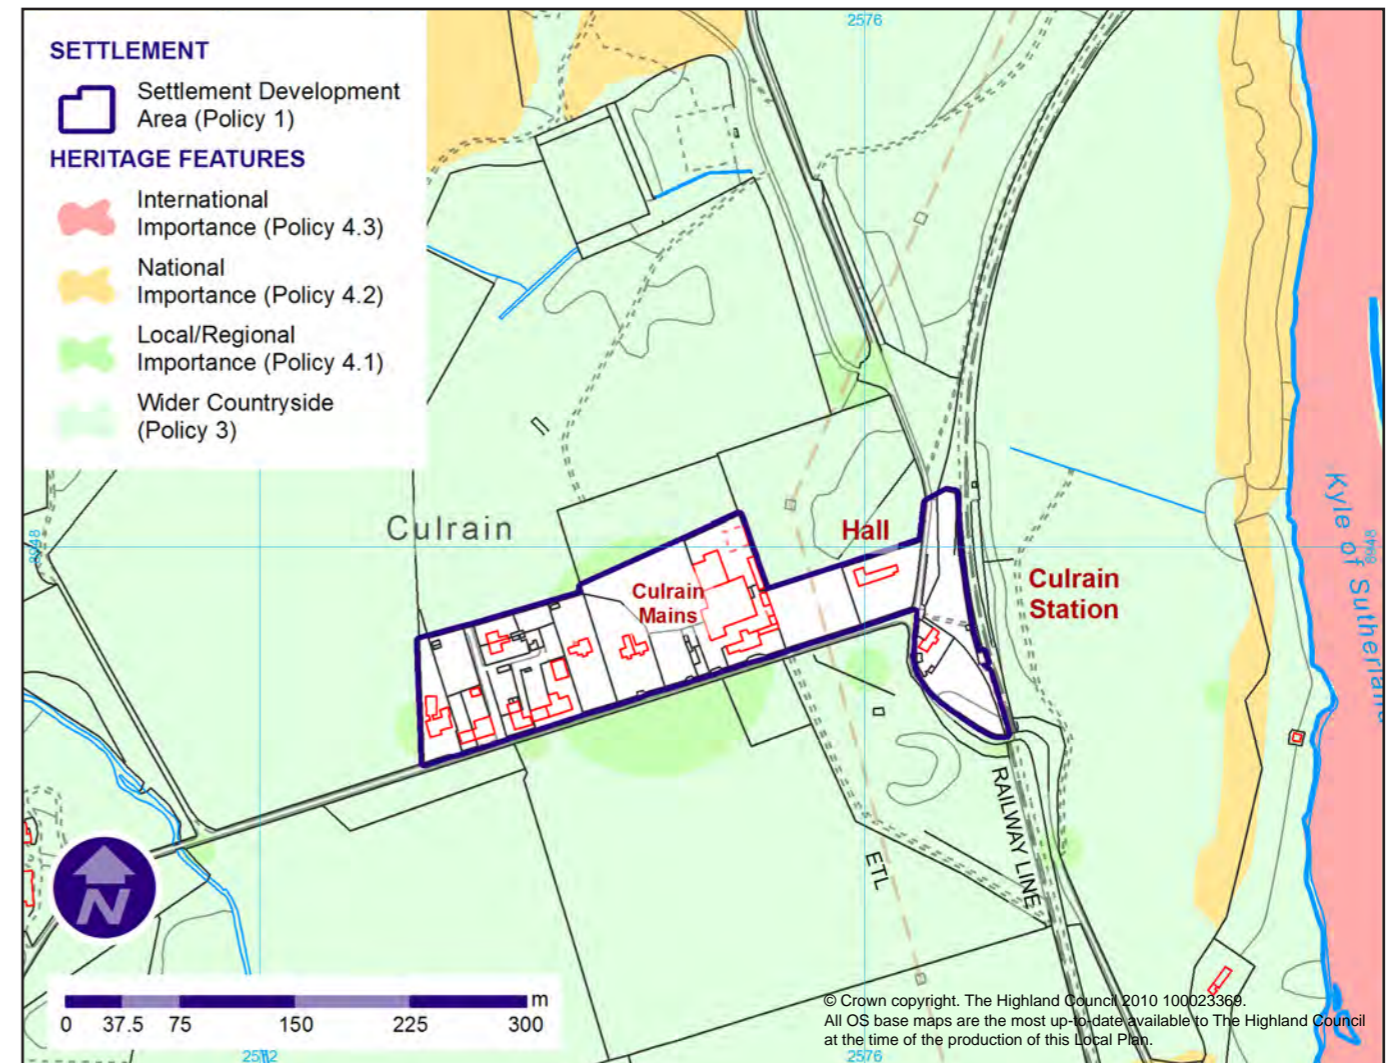 SETTLEMENT
Settlement Development
Area (Policy 1)
HERITAGE FEATURES
International
Importance (Policy 4.3)
National
Importance (Policy 4.2)
Local/Regional
Importance (Policy 4.1)
Wider Countryside
(Policy 3)
2576
8948
Culrain
Hall
Culrain
Mains
Culrain
Station
8948
Kyle of Sutherland
RAILWAY LINE
ETL
N
m
0 37.5 75 150 225 300
2572
2576
© Crown copyright. The Highland Council 2010 100023369.
All OS base maps are the most up-to-date available to The Highland Council
at the time of the production of this Local Plan.